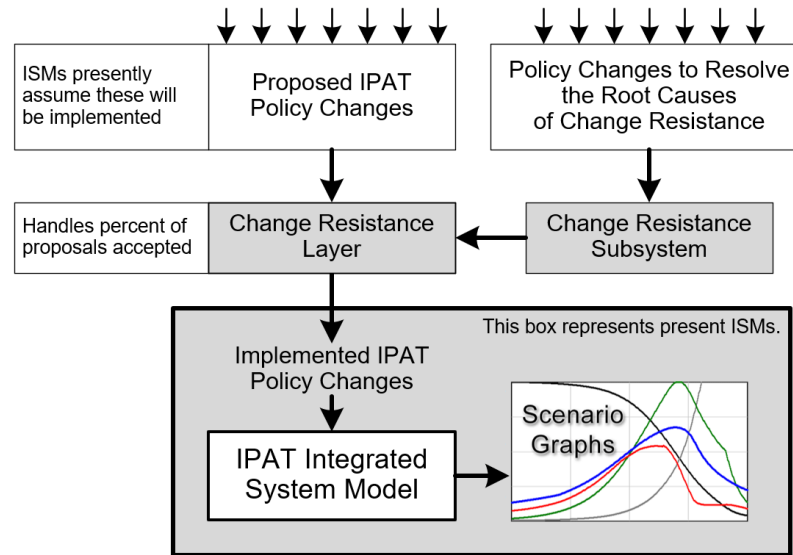 ISMs presently
assume these will
be implemented
Proposed IPAT
Policy Changes
Policy Changes to Resolve
the Root Causes
of Change Resistance
Handles percent of
proposals accepted
Change Resistance
Layer
Change Resistance
Subsystem
This box represents present ISMs.
Implemented IPAT
Policy Changes
IPAT Integrated
System Model
Scenario
Graphs